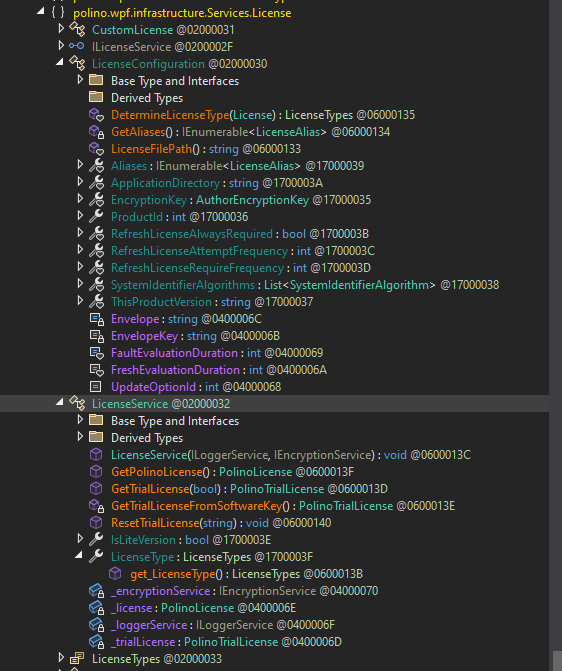 polino.wpf.infrastructure.Services.License
CustomLicense @02000031
ILicenseService @0200002F
LicenseConfiguration @02000030
Base Type and Interfaces
Derived Types
DetermineLicenseType(License) : LicenseTypes @06000135
GetAliases() : IEnumerable<LicenseAlias> @06000134
LicenseFilePath() : string @06000133
Aliases : IEnumerable<LicenseAlias> @17000039
ApplicationDirectory : string @1700003A
EncryptionKey : AuthorEncryptionKey @17000035
ProductId : int @17000036
RefreshLicenseAlwaysRequired : bool @1700003B
RefreshLicenseAttemptFrequency : int @1700003C
RefreshLicenseRequireFrequency : int @1700003D
SystemIdentifierAlgorithms : List<SystemIdentifierAlgorithm> @17000038
ThisProductVersion : string @17000037
Envelope : string @0400006C
EnvelopeKey : string @0400006B
FaultEvaluationDuration : int @04000069
FreshEvaluationDuration : int @0400006A
UpdateOptionId : int @04000068
LicenseService @02000032
Base Type and Interfaces
Derived Types
LicenseService(ILoggerService, IEncryptionService) : void @0600013C
GetPolinoLicense() : PolinoLicense @0600013F
GetTrialLicense(bool) : PolinoTrialLicense @0600013D
GetTrialLicenseFromSoftwareKey() : PolinoTrialLicense @0600013E
ResetTrialLicense(string) : void @06000140
IsLiteVersion : bool @1700003E
LicenseType : LicenseTypes @1700003F
get_LicenseType() : LicenseTypes @0600013B
_encryptionService : IEncryptionService @04000070
_license : PolinoLicense @0400006E
_loggerService : ILoggerService @0400006F
_trialLicense : PolinoTrialLicense @0400006D
LicenseTypes @02000033